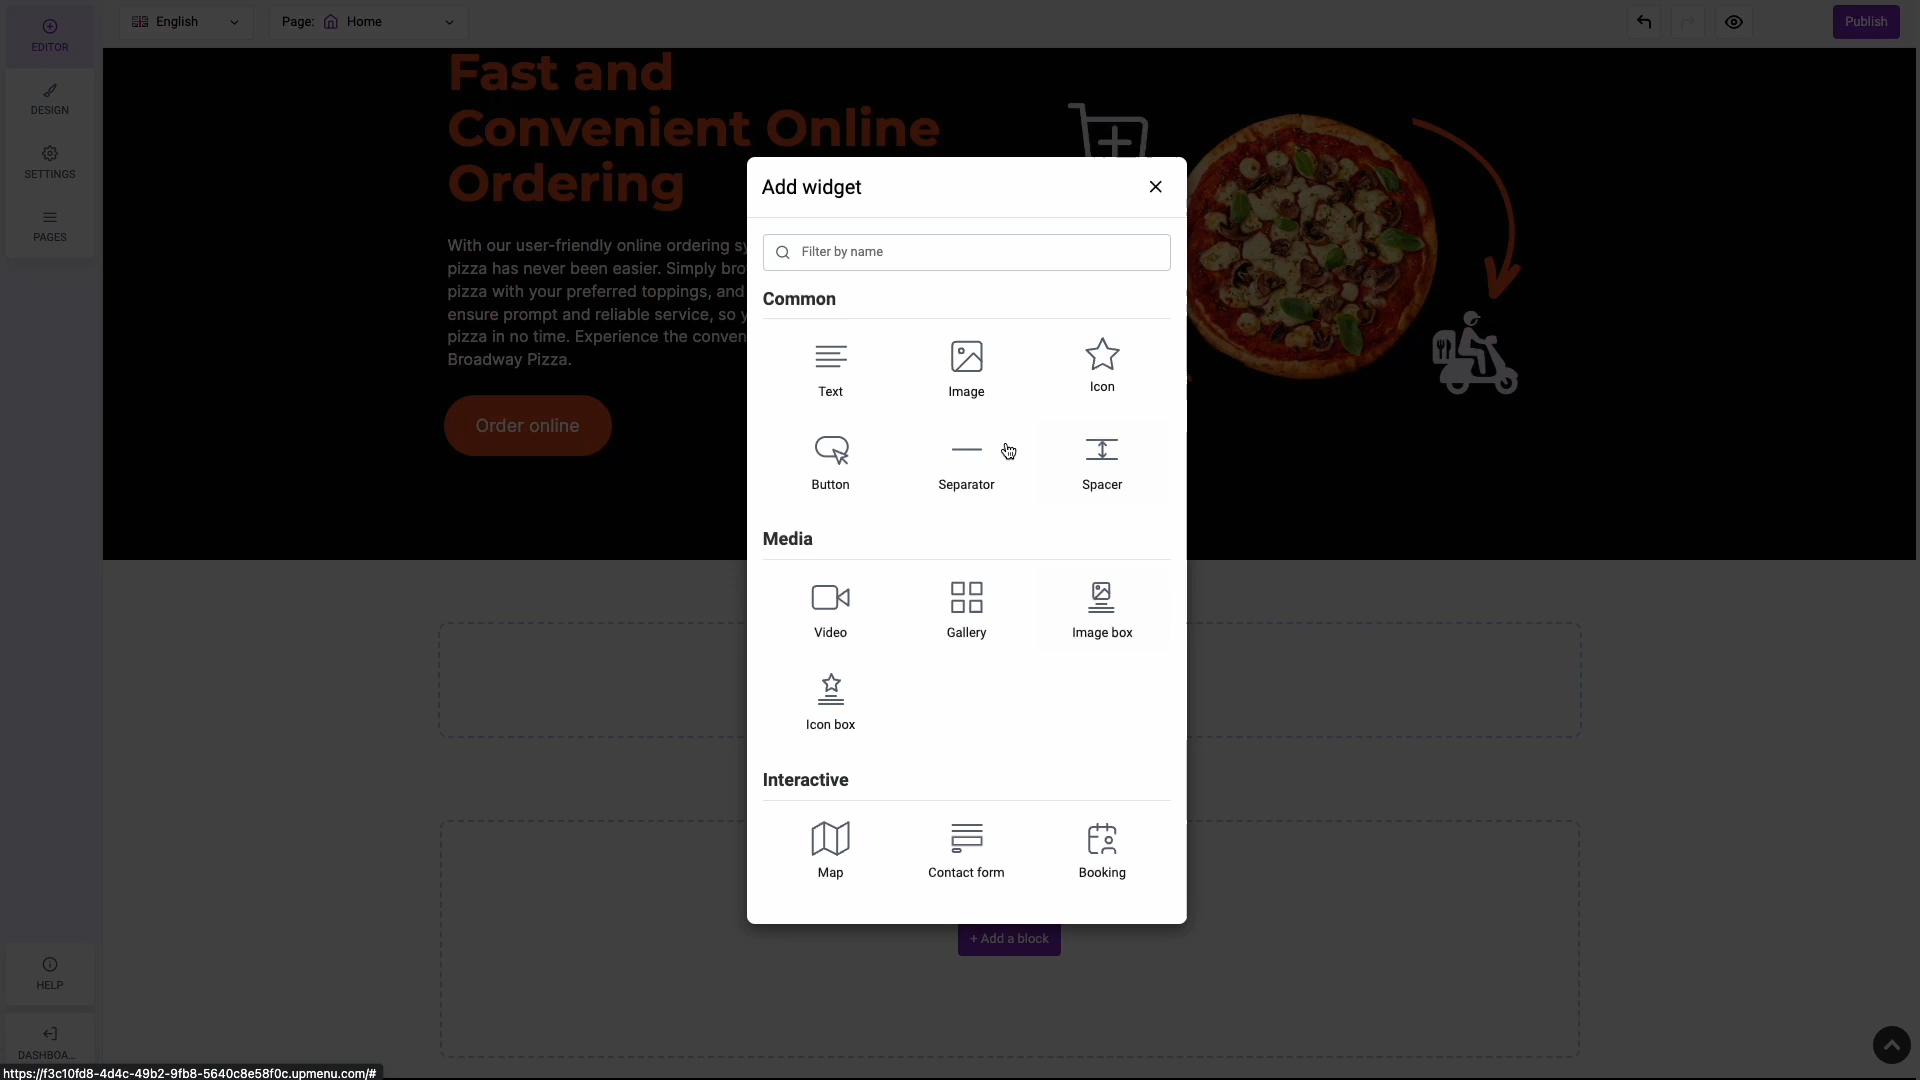 EDITOR
English
Page: Home
Publish
DESIGN
SETTINGS
PAGES
Fast and
Convenient Online
Ordering
With our user-friendly online ordering
pizza has never been easier. Simply
pizza with your preferred toppings, and
ensure prompt and reliable service, so
pizza in no time. Experience the
Broadway Pizza.
Order online
Add widget
Filter by name
Common
Text
Image
Icon
Button
Separator
Spacer
Media
Video
Gallery
Image box
Icon box
Interactive
Map
Contact form
Booking
+ Add a block
HELP
DASHBOA...
https://f3c10fd8-4d4c-49b2-9fb8-5640c8e58f0c.upmenu.com/#